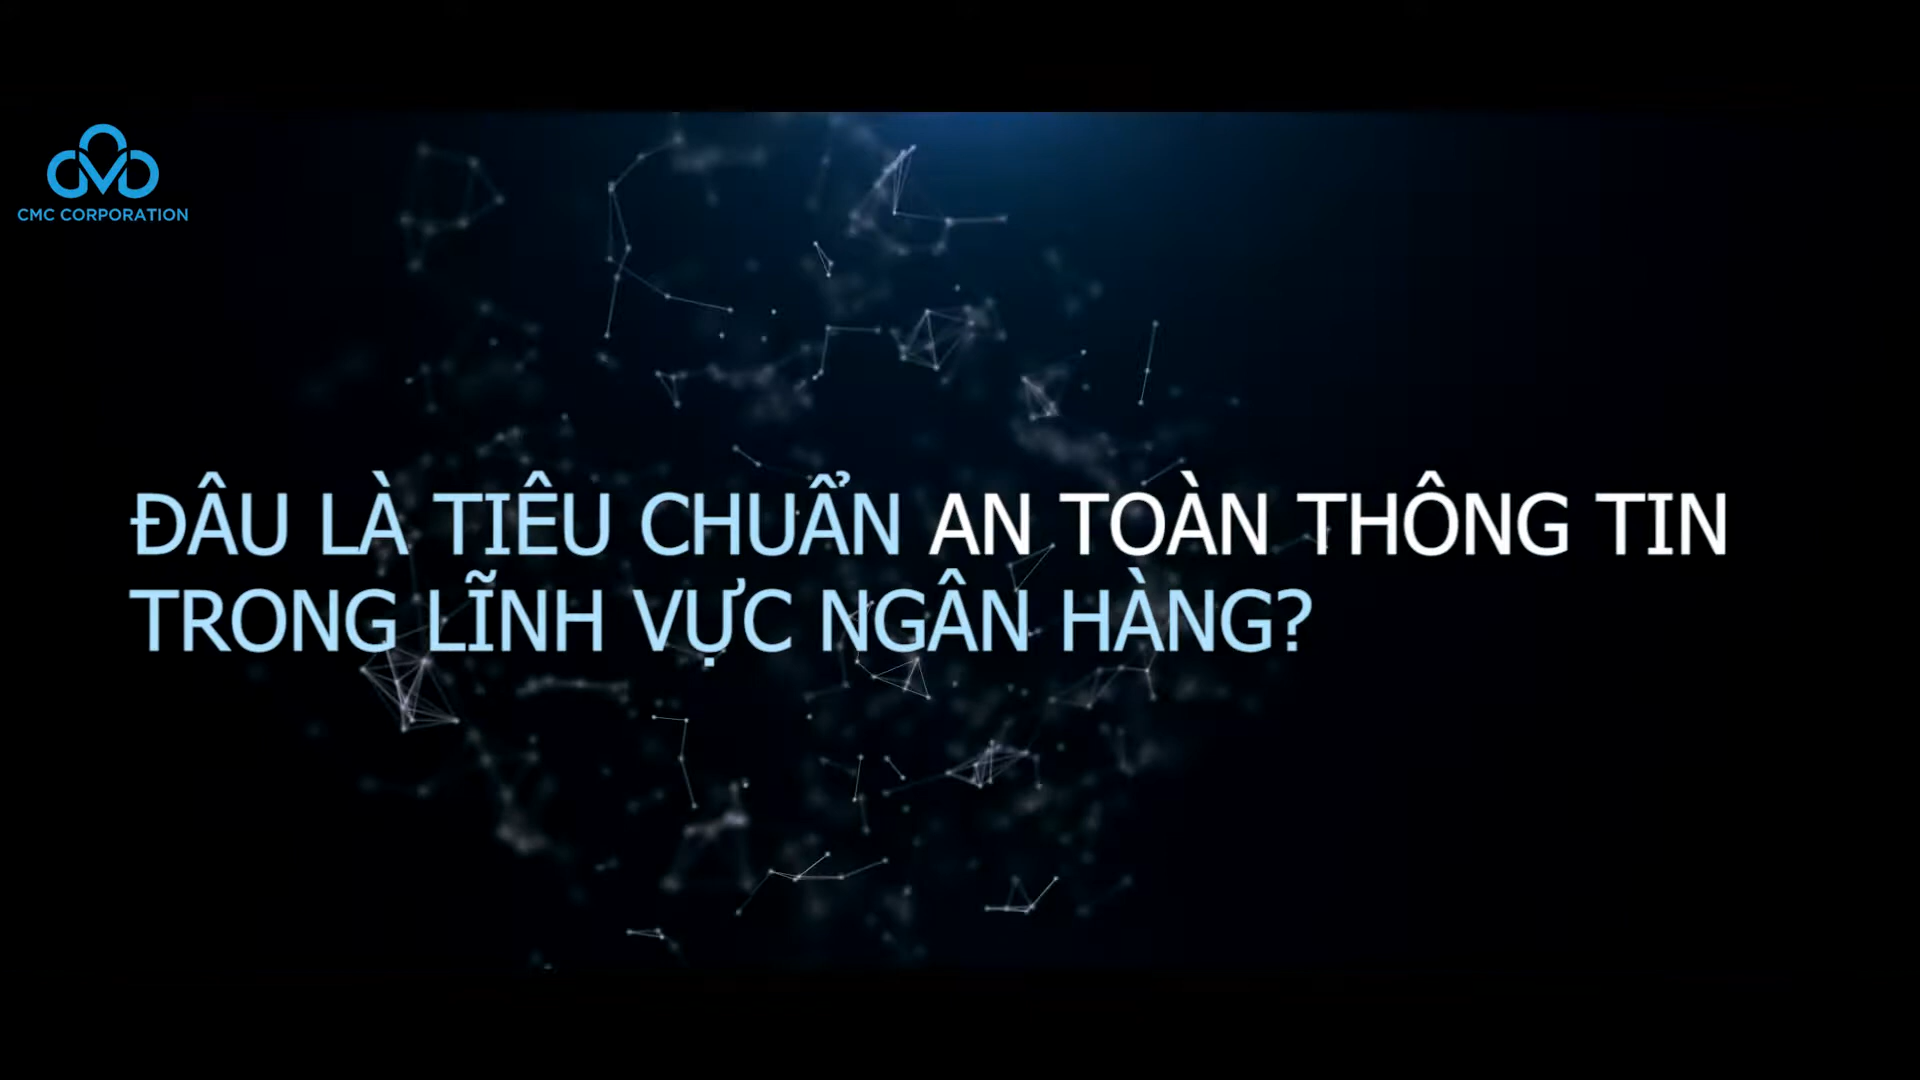 CMC CORPORATION
ĐÂU LÀ TIÊU CHUẨN AN TOÀN THÔNG TIN
TRONG LĨNH VỰC NGÂN HÀNG?